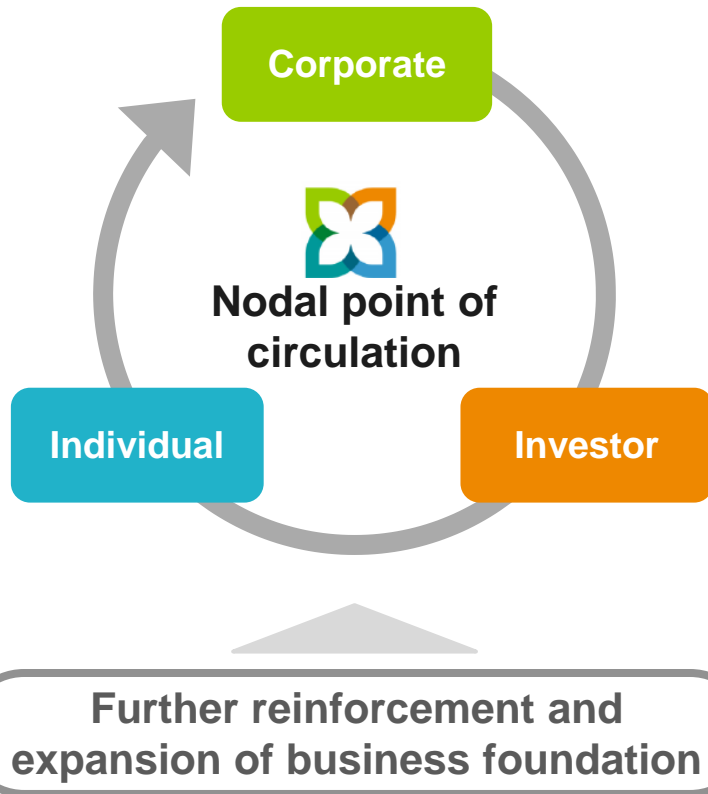 Corporate
Nodal point of
circulation
Individual
Investor
Further reinforcement and
expansion of business foundation